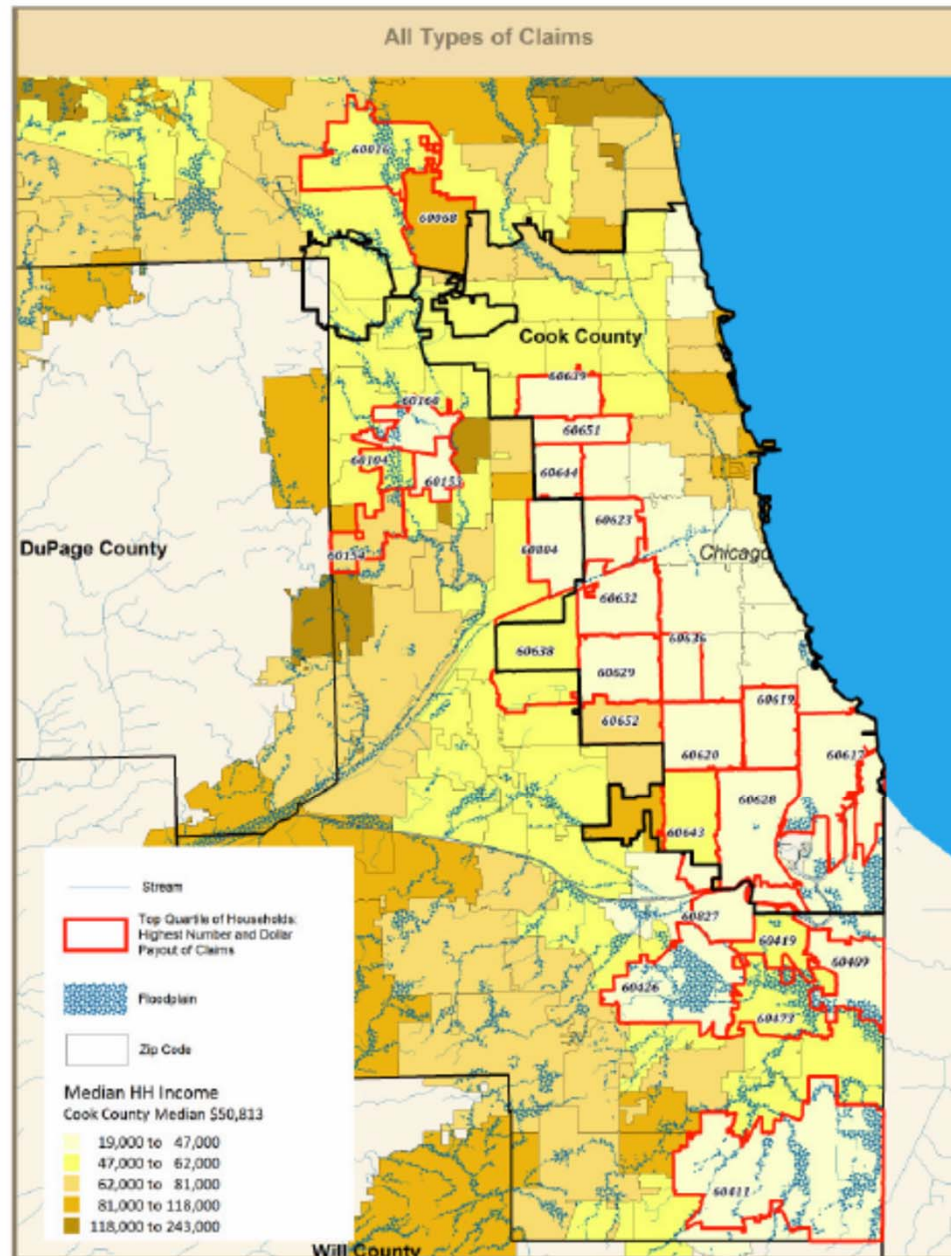 All Types of Claims
60016
60068
Cook County
60639
60160
60651
60104
60644
60153
60623
DuPage County
60804
Chicago
60154
60632
60636
60638
60629
60619
60652
60617
60620
60628
60643
60827
60419
60409
60426
60473
60411
Stream
Top Quartile of Households:
Highest Number and Dollar
Payout of Claims
Floodplain
Zip Code
Median HH Income
Cook County Median $50,813
19,000 to 47,000
47,000 to 62,000
62,000 to 81,000
81,000 to 118,000
118,000 to 243,000
Will County